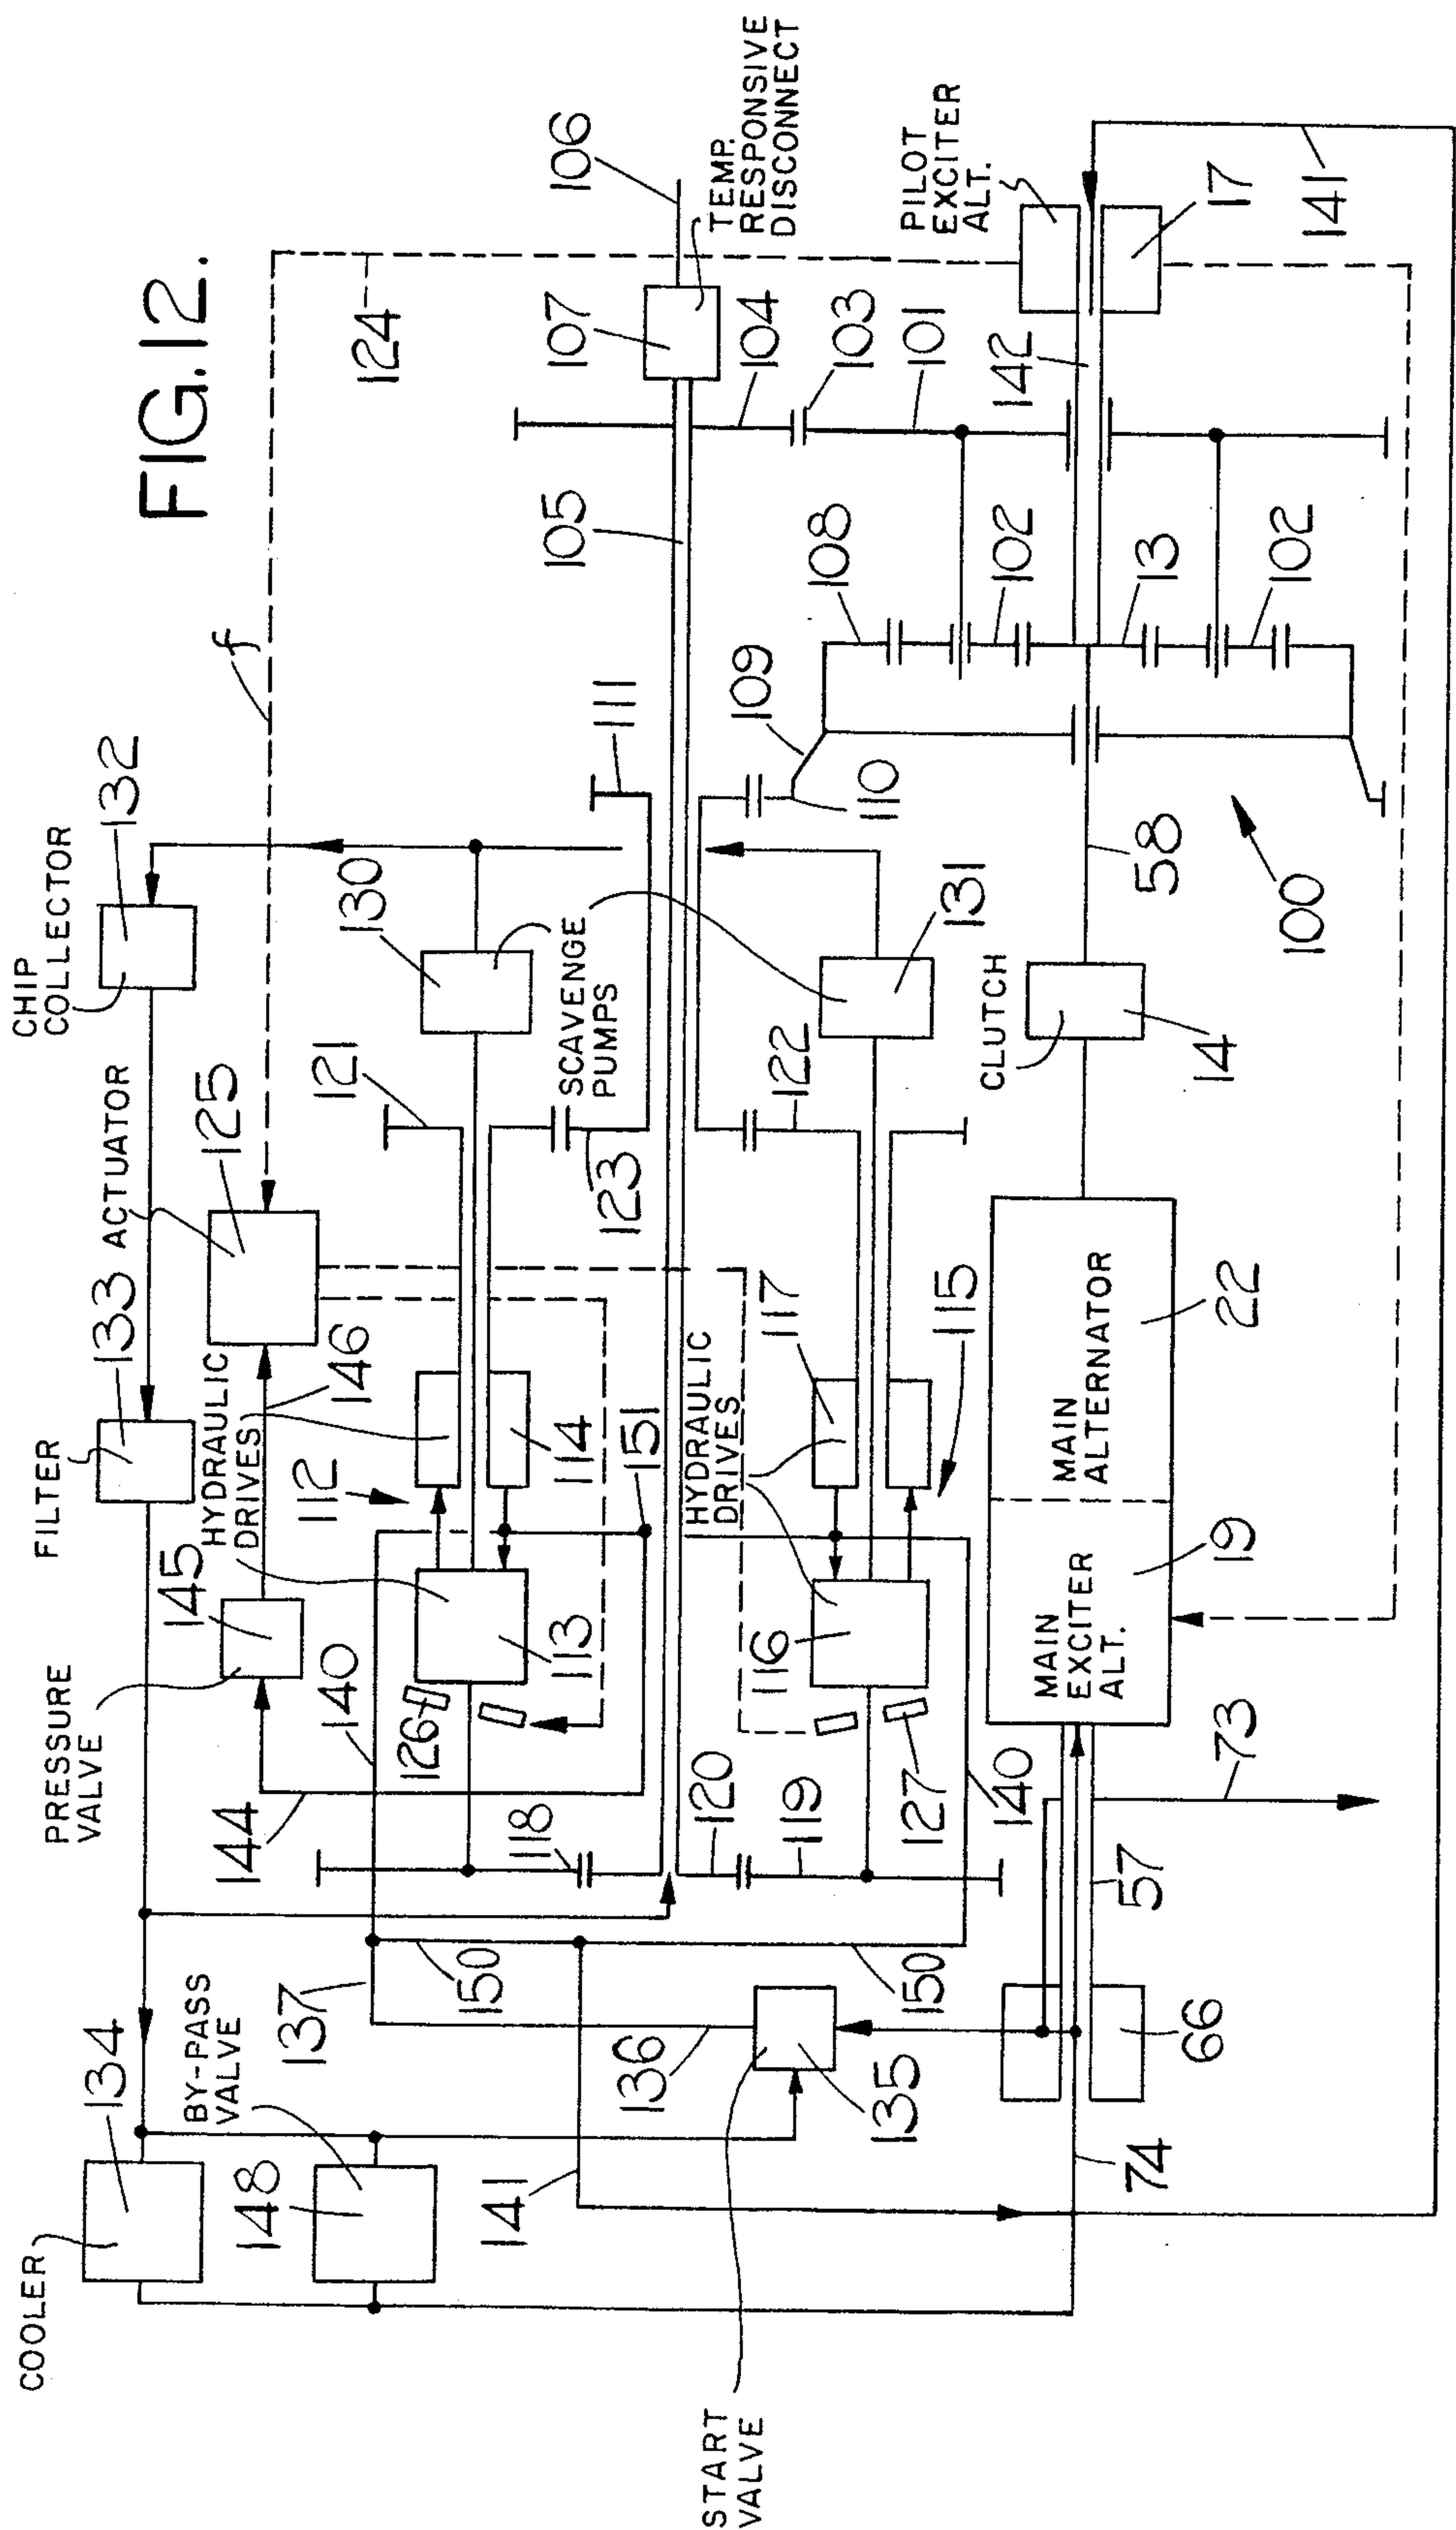 FIG. 12.
COOLER
134
BY-PASS
VALVE
148
PRESSURE
VALVE
145
FILTER
133
ACTUATOR
125
CHIP
COLLECTOR
132
f
124
144
140
146
HYDRAULIC
DRIVES
112
126
113
114
151
121
130
SCAVENGE
PUMPS
123
111
105
107
106
TEMP.
RESPONSIVE
DISCONNECT
137
150
118
120
119
136
135
START
VALVE
141
150
140
116
127
HYDRAULIC
DRIVES
117
115
122
131
109
110
108
102
104
103
101
142
PILOT
EXCITER
ALT.
17
141
74
66
57
73
MAIN
EXCITER
ALT.
19
MAIN
ALTERNATOR
22
CLUTCH
14
58
100
13
102